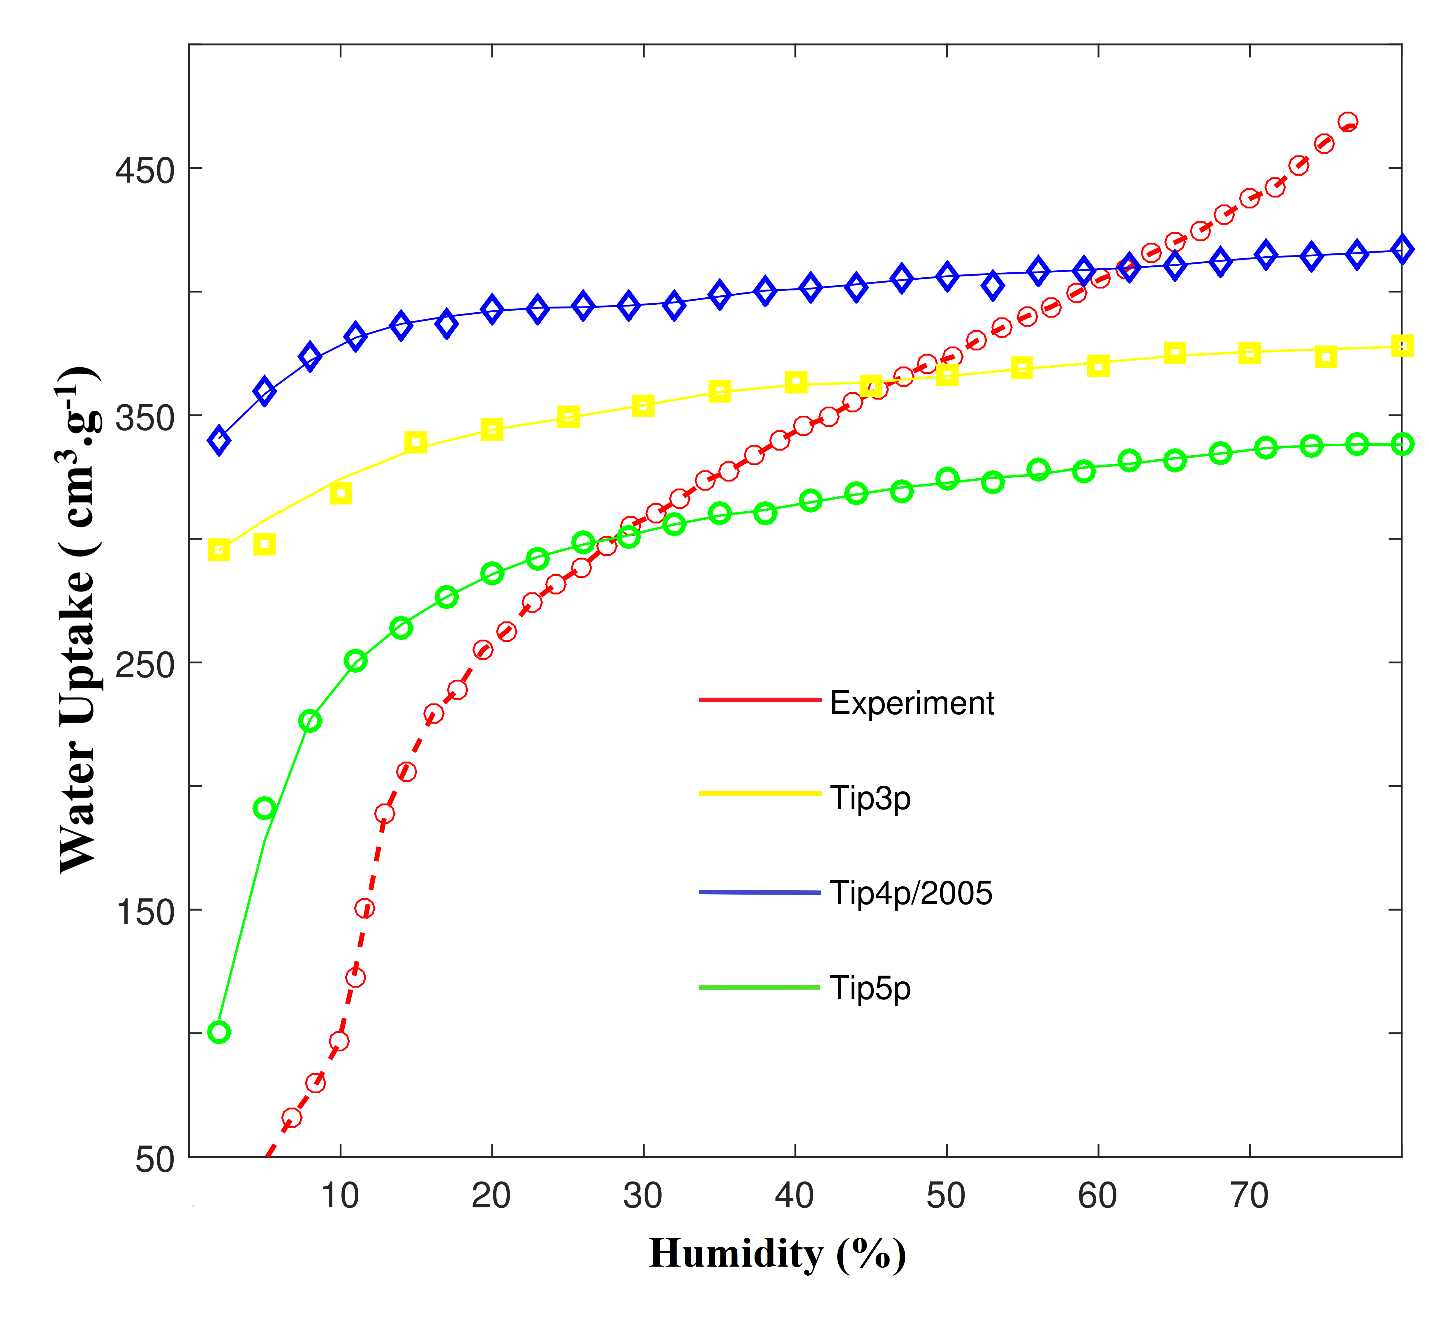 450
350
250
150
50
Water Uptake ( cm³.g⁻¹)
Experiment
Tip3p
Tip4p/2005
Tip5p
10 20 30 40 50 60 70
Humidity (%)